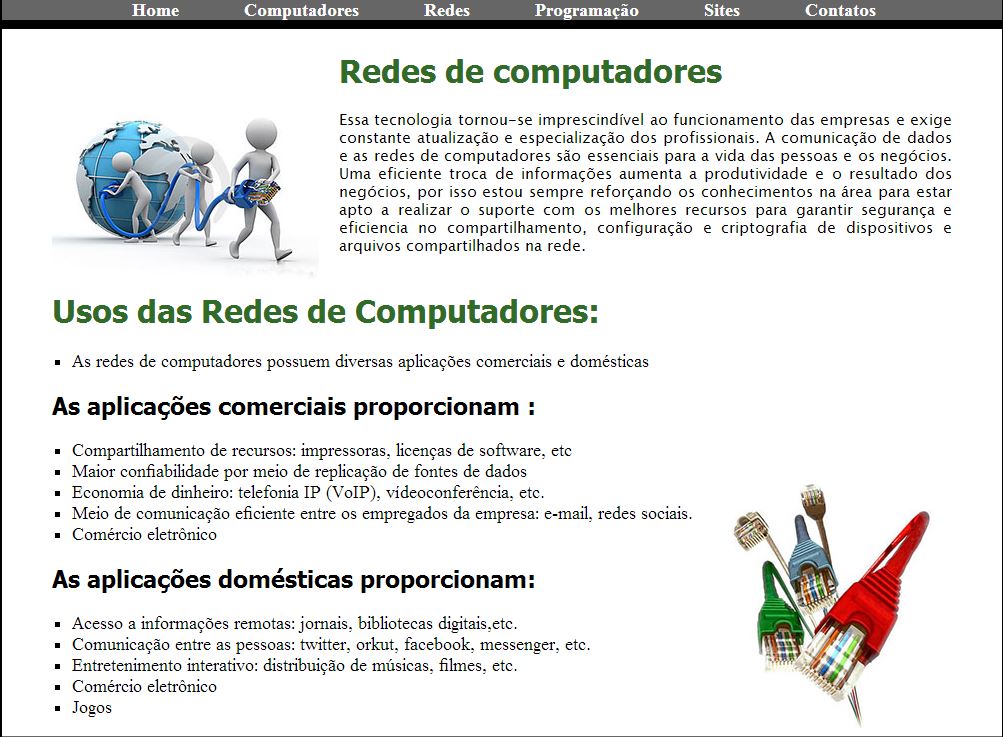 Home Computadores Redes Programação Sites Contatos
Redes de computadores
Essa tecnologia tornou-se imprescindível ao funcionamento das empresas e exige
constante atualização e especialização dos profissionais. A comunicação de dados
e as redes de computadores são essenciais para a vida das pessoas e os negócios.
Uma eficiente troca de informações aumenta a produtividade e o resultado dos
negócios, por isso estou sempre reforçando os conhecimentos na área para estar
apto a realizar o suporte com os melhores recursos para garantir segurança e
eficiencia no compartilhamento, configuração e criptografia de dispositivos e
arquivos compartilhados na rede.
Usos das Redes de Computadores:
As redes de computadores possuem diversas aplicações comerciais e domésticas
As aplicações comerciais proporcionam :
Compartilhamento de recursos: impressoras, licenças de software, etc
Maior confiabilidade por meio de replicação de fontes de dados
Economia de dinheiro: telefonia IP (VoIP), vídeoconferência, etc.
Meio de comunicação eficiente entre os empregados da empresa: e-mail, redes sociais.
Comércio eletrônico
As aplicações domésticas proporcionam:
Acesso a informações remotas: jornais, bibliotecas digitais,etc.
Comunicação entre as pessoas: twitter, orkut, facebook, messenger, etc.
Entretenimento interativo: distribuição de músicas, filmes, etc.
Comércio eletrônico
Jogos